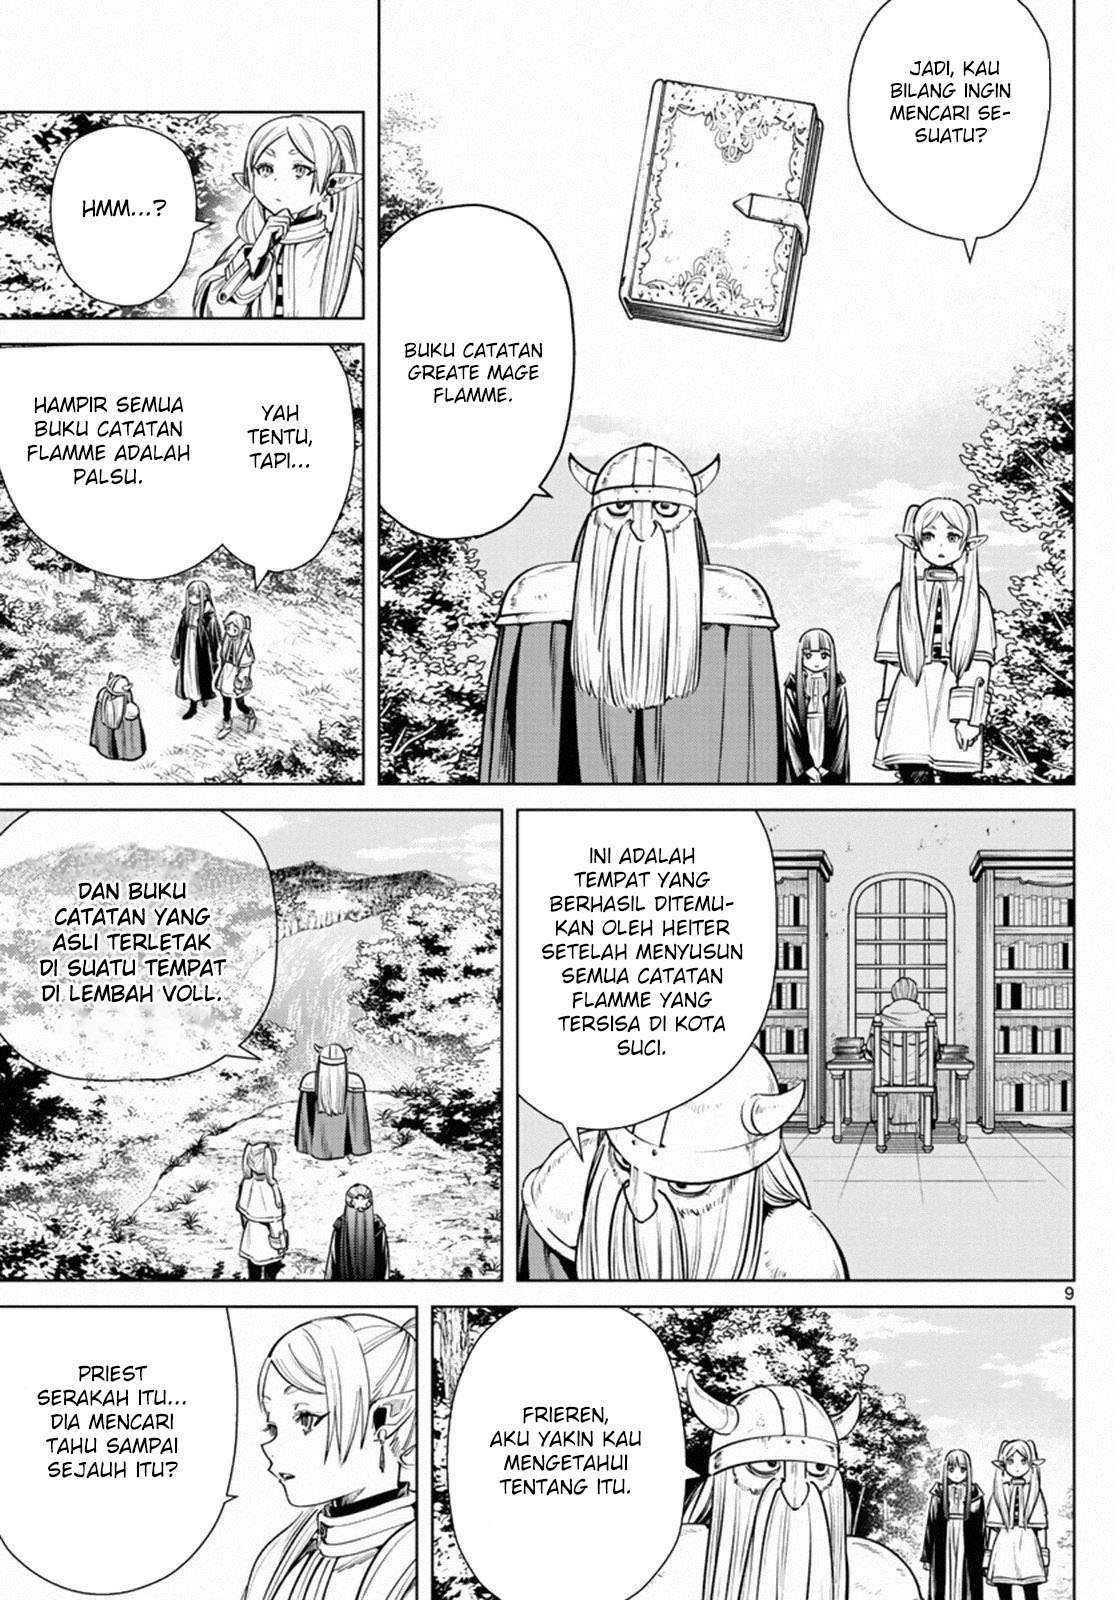 JADI, KAU
BILANG INGIN
MENCARI SE-
SUATU?
BUKU CATATAN
GREATE MAGE
FLAMME.
HMM...?
YAH
TENTU,
TAPI...
HAMPIR SEMUA
BUKU CATATAN
FLAMME ADALAH
PALSU.
INI ADALAH
TEMPAT YANG
BERHASIL DITEMU-
KAN OLEH HEITER
SETELAH MENYUSUN
SEMUA CATATAN
FLAMME YANG
TERSISA DI KOTA
SUCI.
DAN BUKU
CATATAN YANG
ASLI TERLETAK
DI SUATU TEMPAT
DI LEMBAH VOLL.
9
FRIEREN,
AKU YAKIN KAU
MENGETAHUI
TENTANG ITU.
PRIEST
SERAKAH ITU...
DIA MENCARI
TAHU SAMPAI
SEJAUH ITU?